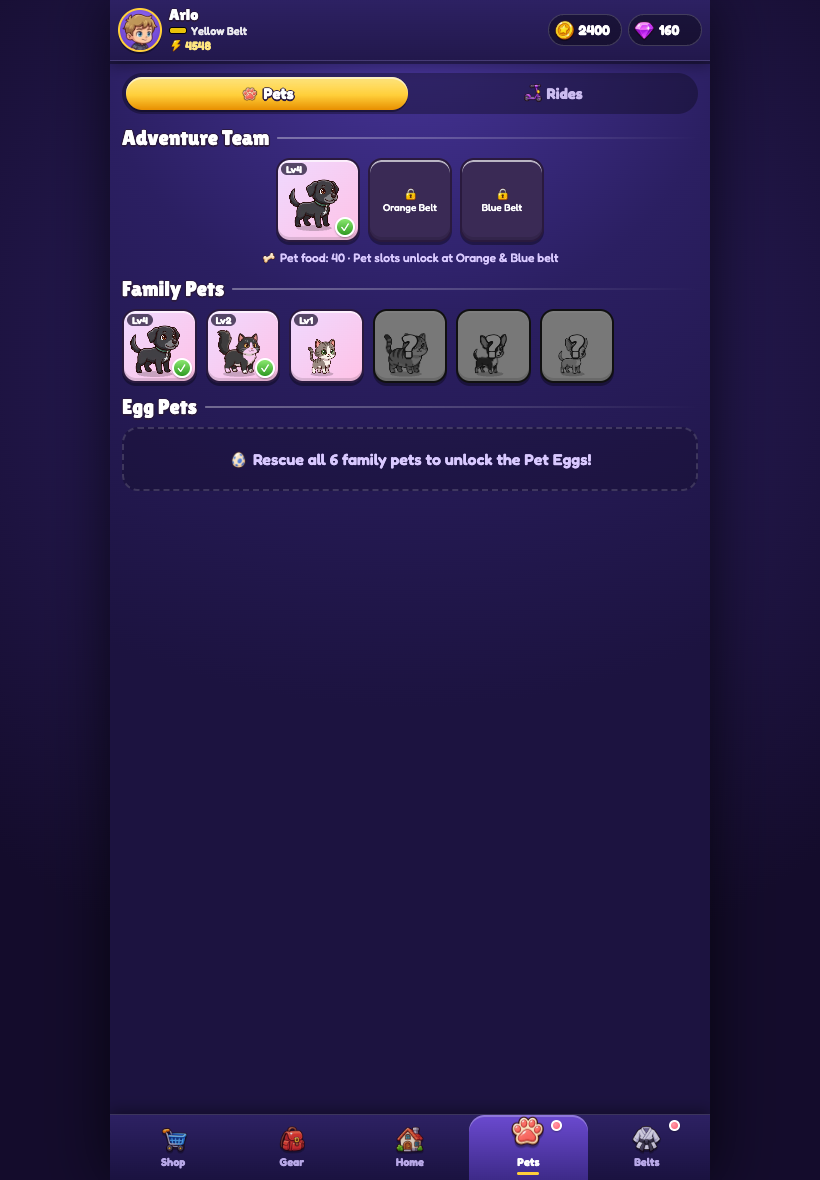 Arlo
Yellow Belt
4548
2400
160
Pets
Rides
Adventure Team
Lv4
Orange Belt
Blue Belt
Pet food: 40 · Pet slots unlock at Orange & Blue belt
Family Pets
Lv4
Lv2
Lv1
?
?
?
Egg Pets
Rescue all 6 family pets to unlock the Pet Eggs!
Shop
Gear
Home
Pets
Belts